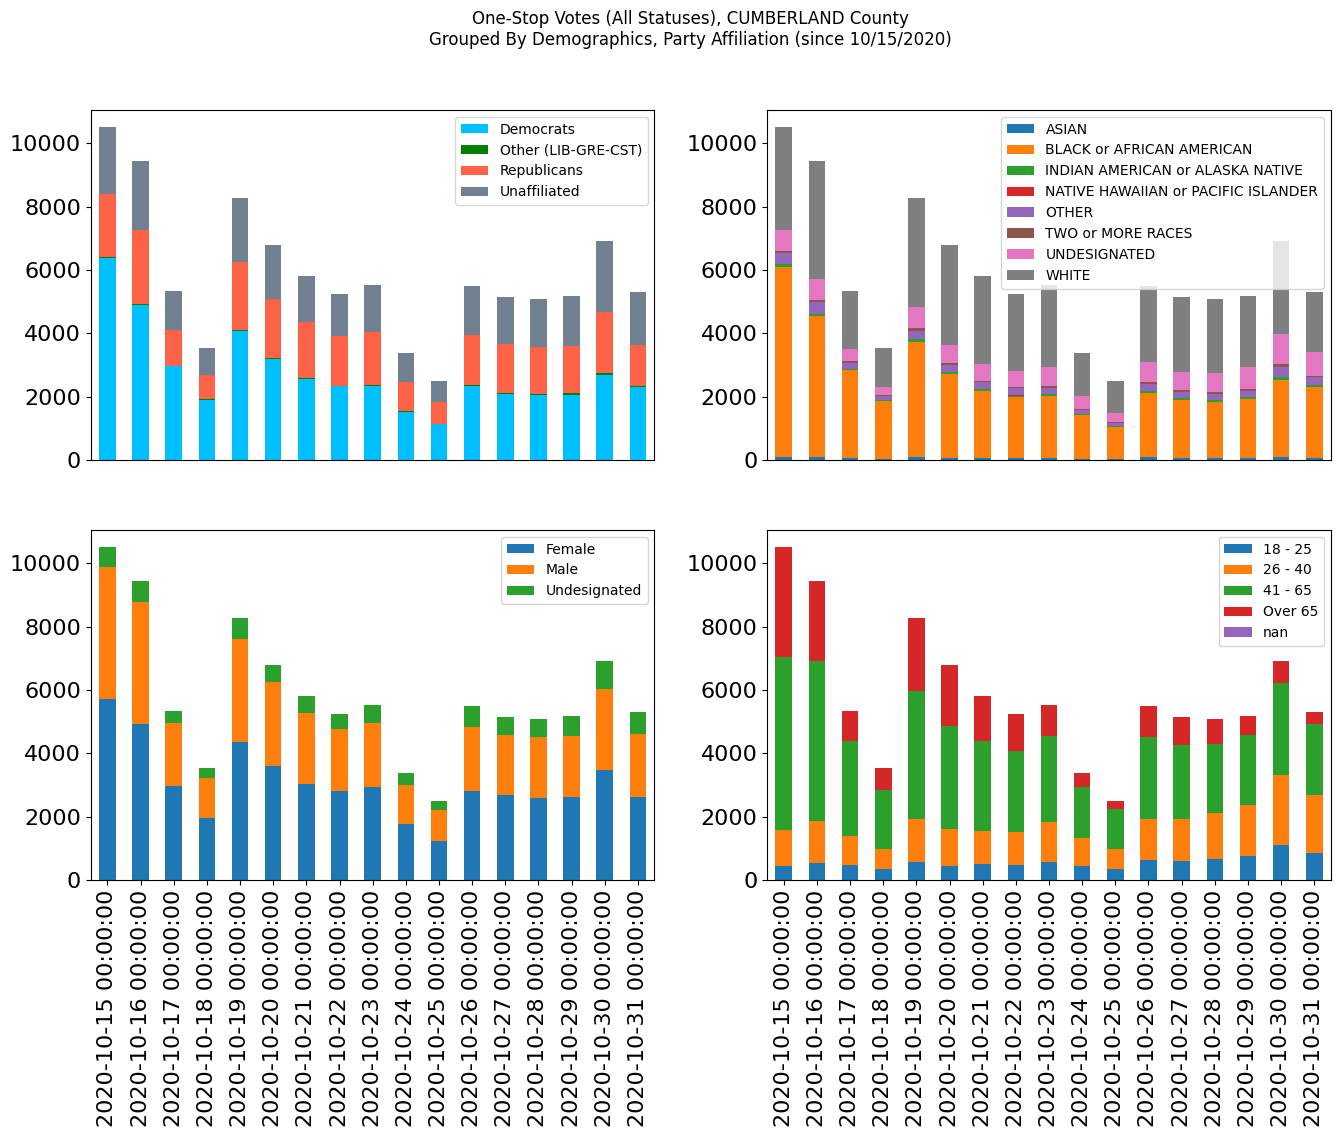 One-Stop Votes (All Statuses), CUMBERLAND County
Grouped By Demographics, Party Affiliation (since 10/15/2020)
10000
8000
6000
4000
2000
0
Democrats
Other (LIB-GRE-CST)
Republicans
Unaffiliated
10000
8000
6000
4000
2000
0
ASIAN
BLACK or AFRICAN AMERICAN
INDIAN AMERICAN or ALASKA NATIVE
NATIVE HAWAIIAN or PACIFIC ISLANDER
OTHER
TWO or MORE RACES
UNDESIGNATED
WHITE
10000
8000
6000
4000
2000
0
Female
Male
Undesignated
2020-10-15 00:00:00
2020-10-16 00:00:00
2020-10-17 00:00:00
2020-10-18 00:00:00
2020-10-19 00:00:00
2020-10-20 00:00:00
2020-10-21 00:00:00
2020-10-22 00:00:00
2020-10-23 00:00:00
2020-10-24 00:00:00
2020-10-25 00:00:00
2020-10-26 00:00:00
2020-10-27 00:00:00
2020-10-28 00:00:00
2020-10-29 00:00:00
2020-10-30 00:00:00
2020-10-31 00:00:00
10000
8000
6000
4000
2000
0
18 - 25
26 - 40
41 - 65
Over 65
nan
2020-10-15 00:00:00
2020-10-16 00:00:00
2020-10-17 00:00:00
2020-10-18 00:00:00
2020-10-19 00:00:00
2020-10-20 00:00:00
2020-10-21 00:00:00
2020-10-22 00:00:00
2020-10-23 00:00:00
2020-10-24 00:00:00
2020-10-25 00:00:00
2020-10-26 00:00:00
2020-10-27 00:00:00
2020-10-28 00:00:00
2020-10-29 00:00:00
2020-10-30 00:00:00
2020-10-31 00:00:00